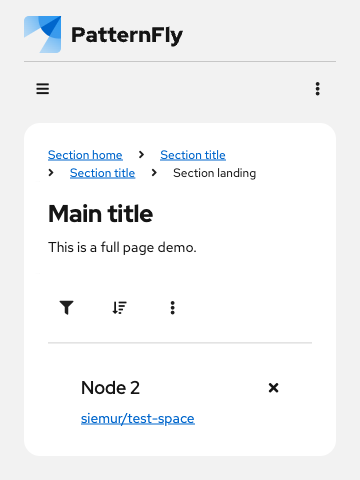 PatternFly
Section home Section title
Section title Section landing
Main title
This is a full page demo.
Node 2
siemur/test-space